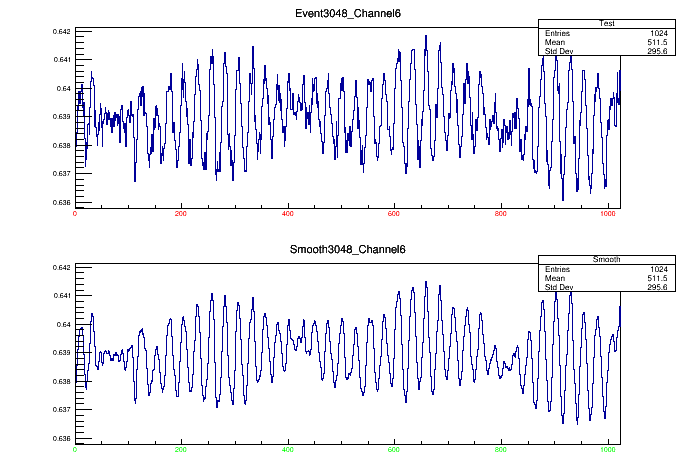 Event3048_Channel6
Test
Entries 1024
Mean 511.5
Std Dev 295.6
0.642
0.641
0.64
0.639
0.638
0.637
0.636
0 200 400 600 800 1000
Smooth3048_Channel6
Smooth
Entries 1024
Mean 511.5
Std Dev 295.6
0.642
0.641
0.64
0.639
0.638
0.637
0.636
0 200 400 600 800 1000